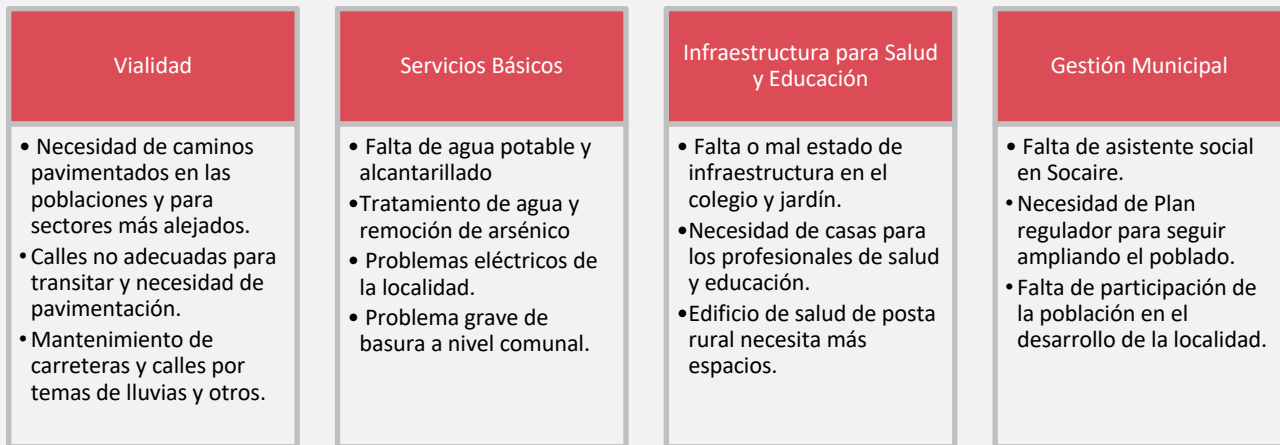 Vialidad
• Necesidad de caminos
pavimentados en las
poblaciones y para
sectores más alejados.
• Calles no adecuadas para
transitar y necesidad de
pavimentación.
• Mantenimiento de
carreteras y calles por
temas de lluvias y otros.
Servicios Básicos
• Falta de agua potable y
alcantarillado
•Tratamiento de agua y
remoción de arsénico
• Problemas eléctricos de
la localidad.
• Problema grave de
basura a nivel comunal.
Infraestructura para Salud
y Educación
• Falta o mal estado de
infraestructura en el
colegio y jardín.
•Necesidad de casas para
los profesionales de salud
y educación.
•Edificio de salud de posta
rural necesita más
espacios.
Gestión Municipal
• Falta de asistente social
en Socaire.
• Necesidad de Plan
regulador para seguir
ampliando el poblado.
• Falta de participación de
la población en el
desarrollo de la localidad.